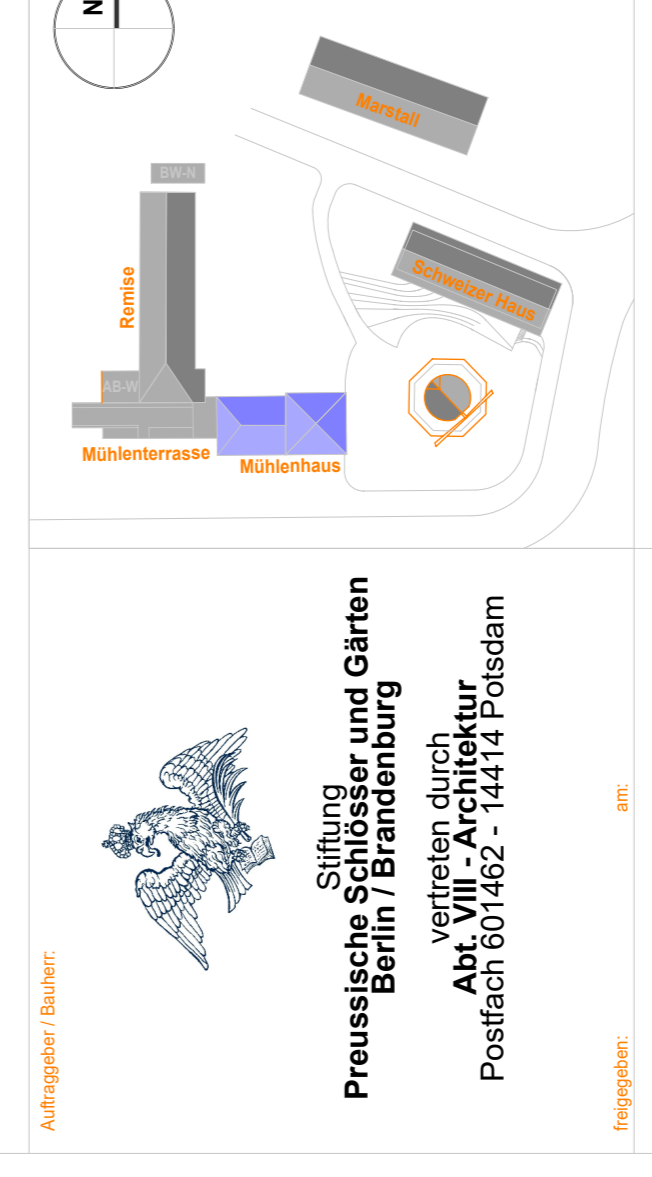 N
Marstall
BW-N
Remise
Schweizer Haus
AB-W
Mühlenterrasse
Mühlenhaus
Auftraggeber / Bauherr:
Stiftung
Preussische Schlösser und Gärten
Berlin / Brandenburg
vertreten durch
Abt. VIII - Architektur
Postfach 601462 - 14414 Potsdam
freigegeben:
am: